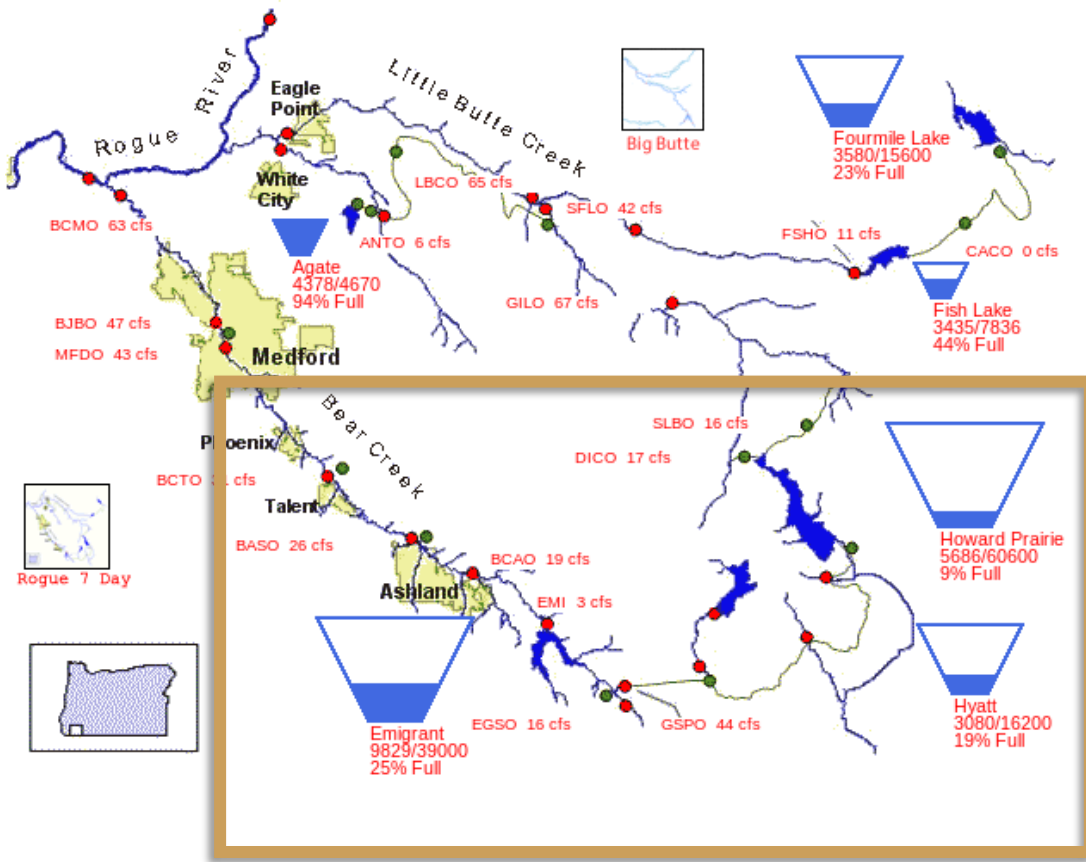 Rogue River
Eagle
Point
Little Butte Creek
Big Butte
Fourmile Lake
3580/15600
23% Full
White
City
LBCO 65 cfs
BCMO 63 cfs
ANTO 6 cfs
SFLO 42 cfs
FSHO 11 cfs
CACO 0 cfs
Agate
4378/4670
94% Full
GILO 67 cfs
Fish Lake
3435/7836
44% Full
BJBO 47 cfs
MFDO 43 cfs
Medford
Bear Creek
SLBO 16 cfs
Phoenix
DICO 17 cfs
BCTO cfs
Talent
Howard Prairie
5686/60600
9% Full
BASO 26 cfs
BCAO 19 cfs
Rogue 7 Day
Ashland
EMI 3 cfs
EGSO 16 cfs
GSPO 44 cfs
Hyatt
3080/16200
19% Full
Emigrant
9829/39000
25% Full